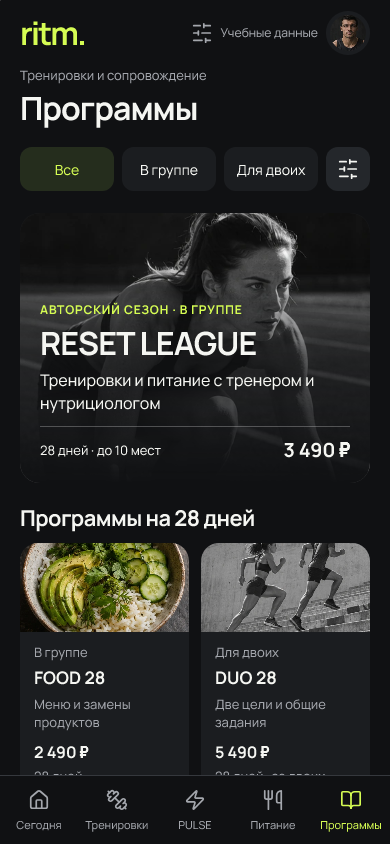 ritm.
Учебные данные
Тренировки и сопровождение
Программы
Все
В группе
Для двоих
АВТОРСКИЙ СЕЗОН · В ГРУППЕ
RESET LEAGUE
Тренировки и питание с тренером и
нутрициологом
28 дней · до 10 мест
3 490 ₽
Программы на 28 дней
В группе
FOOD 28
Меню и замены
продуктов
2 490 ₽
Для двоих
DUO 28
Две цели и общие
задания
5 490 ₽
Сегодня
Тренировки
PULSE
Питание
Программы